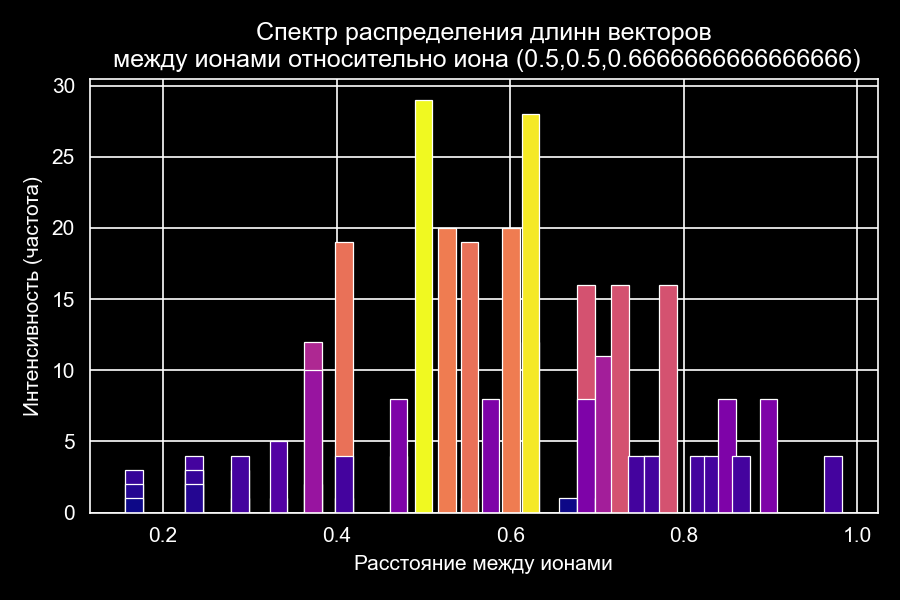 Спектр распределения длинн векторов
между ионами относительно иона (0.5,0.5,0.6666666666666666)
Интенсивность (частота)
30
25
20
15
10
5
0
0.2 0.4 0.6 0.8 1.0
Расстояние между ионами